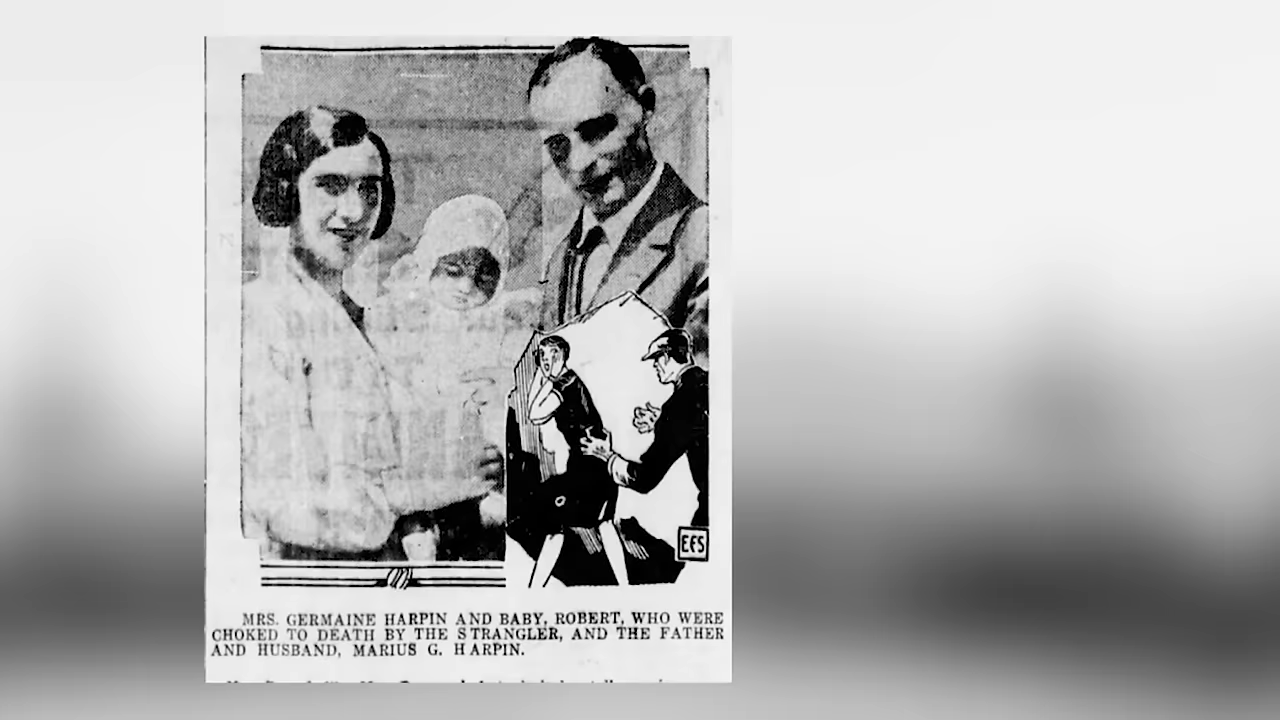 EFS
MRS. GERMAINE HARPIN AND BABY, ROBERT, WHO WERE
CHOKED TO DEATH BY THE STRANGLER, AND THE FATHER
AND HUSBAND, MARIUS G. HARPIN.